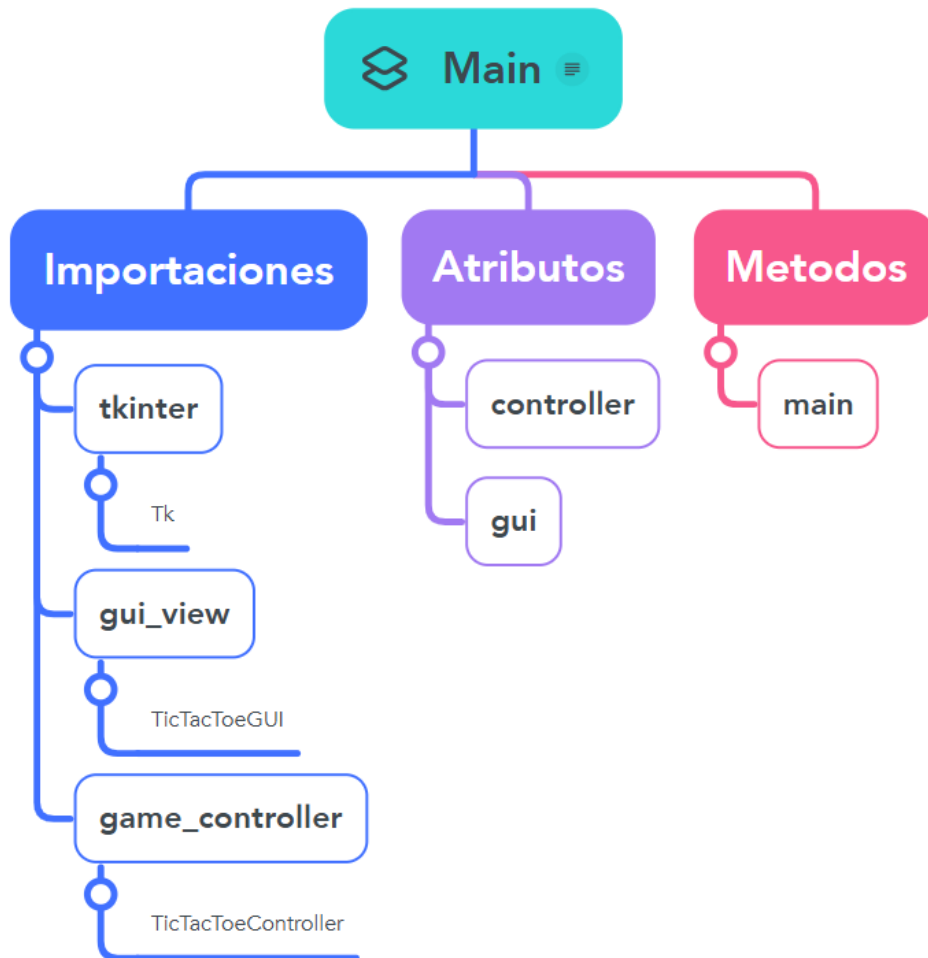 Main
Importaciones
Atributos
Metodos
tkinter
controller
main
Tk
gui
gui_view
TicTacToeGUI
game_controller
TicTacToeController